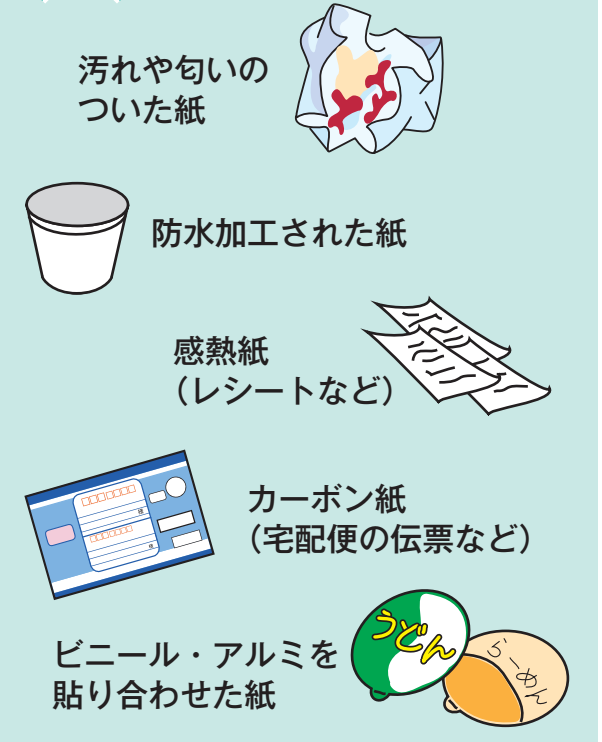 汚れや匂いの
ついた紙
防水加工された紙
感熱紙
（レシートなど）
カーボン紙
（宅配便の伝票など）
様
様
ビニール・アルミを
貼り合わせた紙
うどん
らーめん